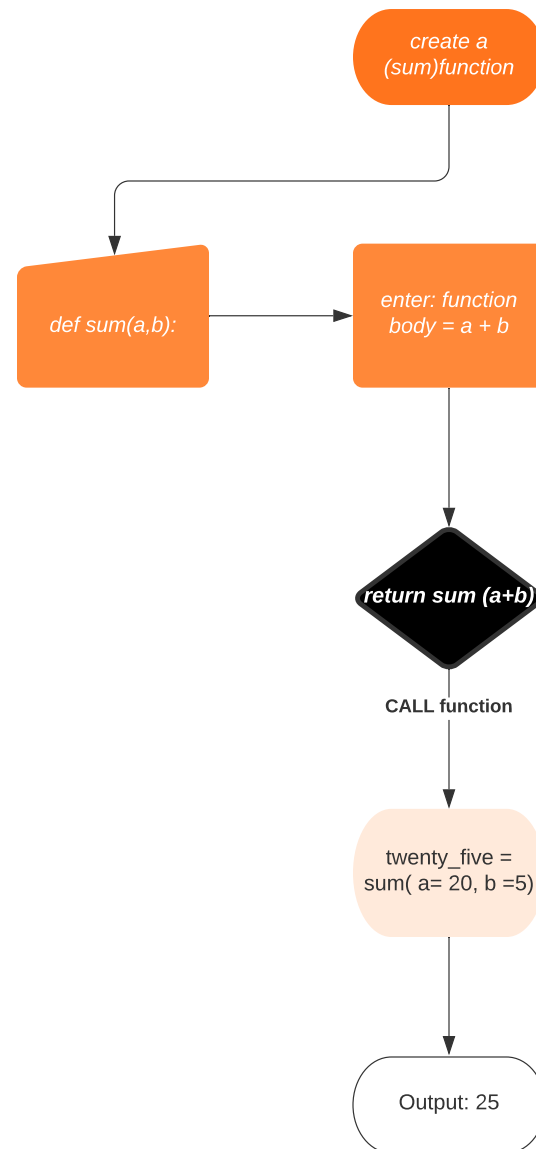 create a
(sum)function
def sum(a,b):
enter: function
body = a + b
return sum (a+b)
CALL function
twenty_five =
sum( a= 20, b =5)
Output: 25